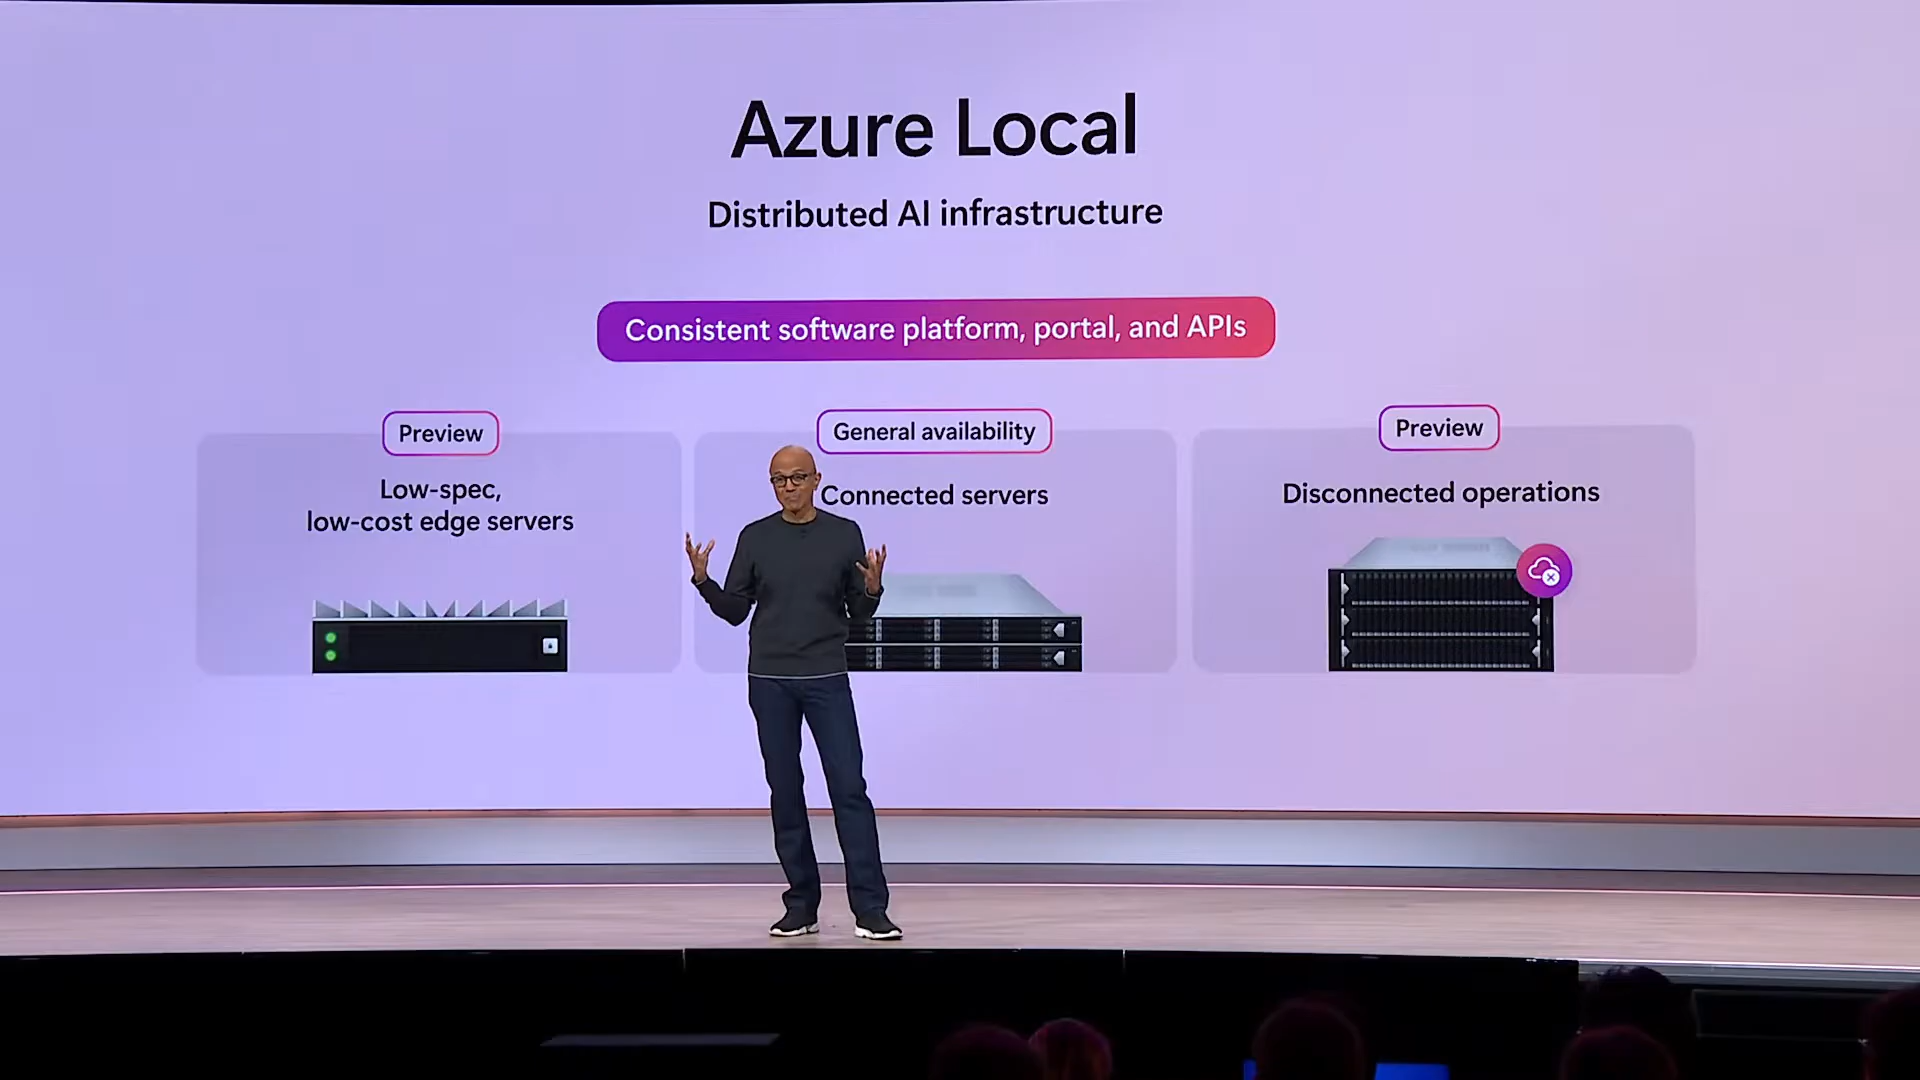 Azure Local
Distributed AI infrastructure
Consistent software platform, portal, and APIs
Preview
Low-spec,
low-cost edge servers
General availability
Connected servers
Preview
Disconnected operations